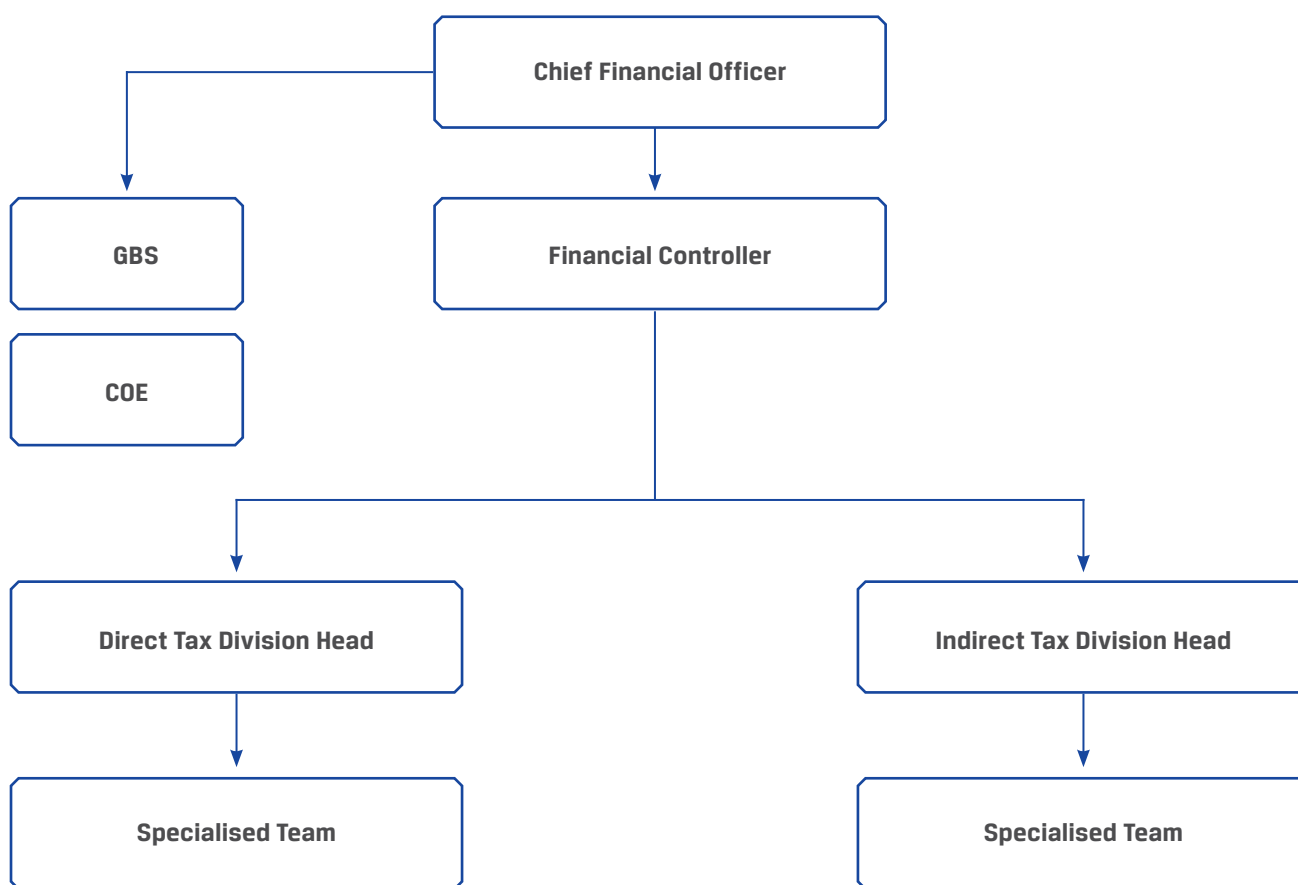 Chief Financial Officer
GBS
Financial Controller
COE
Direct Tax Division Head
Indirect Tax Division Head
Specialised Team
Specialised Team